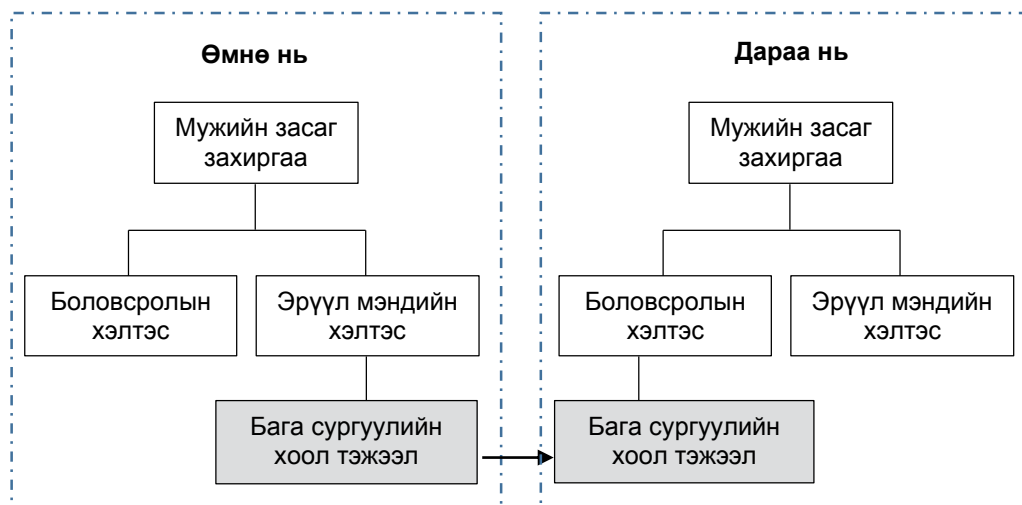 Өмнө нь
Мужийн засаг
захиргаа
Боловсролын
хэлтэс
Эрүүл мэндийн
хэлтэс
Бага сургуулийн
хоол тэжээл
Дараа нь
Мужийн засаг
захиргаа
Боловсролын
хэлтэс
Эрүүл мэндийн
хэлтэс
Бага сургуулийн
хоол тэжээл